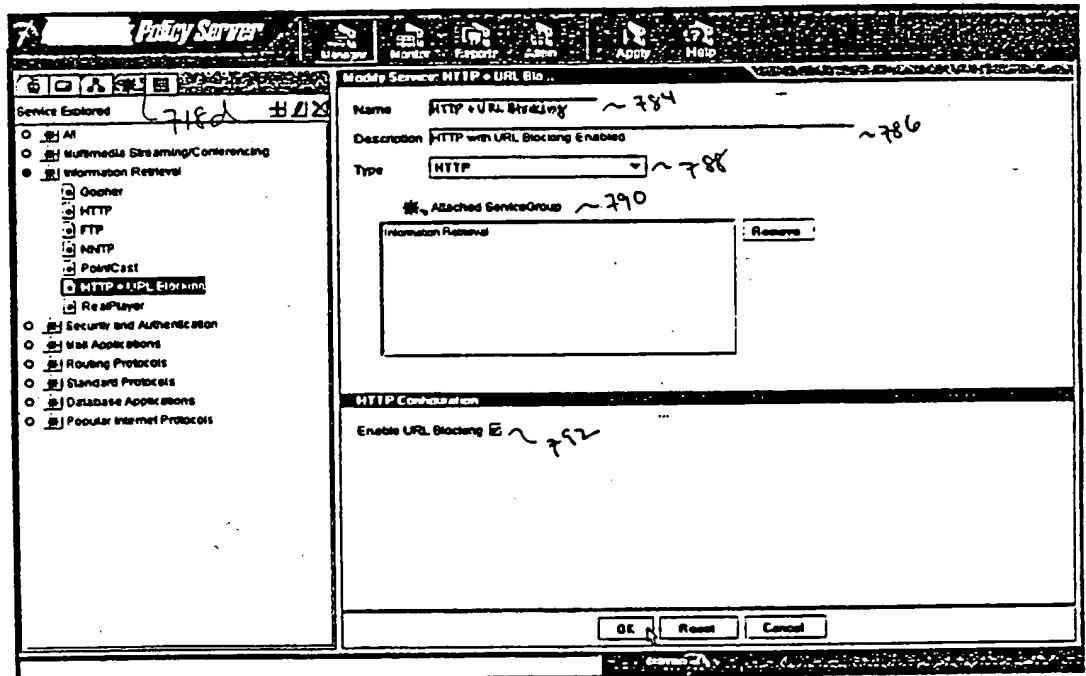 Policy Server
Manager Monitor Reports Admin Apply Help
718d
Service Explored
All
Multimedia Streaming/Conferencing
Information Retrieval
Gopher
HTTP
FTP
NNTP
PointCast
HTTP + URL Blocking
RealPlayer
Security and Authentication
Mail Applications
Routing Protocols
Standard Protocols
Database Applications
Popular Internet Protocols
Modify Service: HTTP + URL Blo ..
Name HTTP + URL Blocking ~ 784
Description HTTP with URL Blocking Enabled ~ 786
Type HTTP ~ 788
Attached ServiceGroup ~ 790
Information Retrieval
Remove
HTTP Configuration
Enable URL Blocking ~ 792
OK Reset Cancel